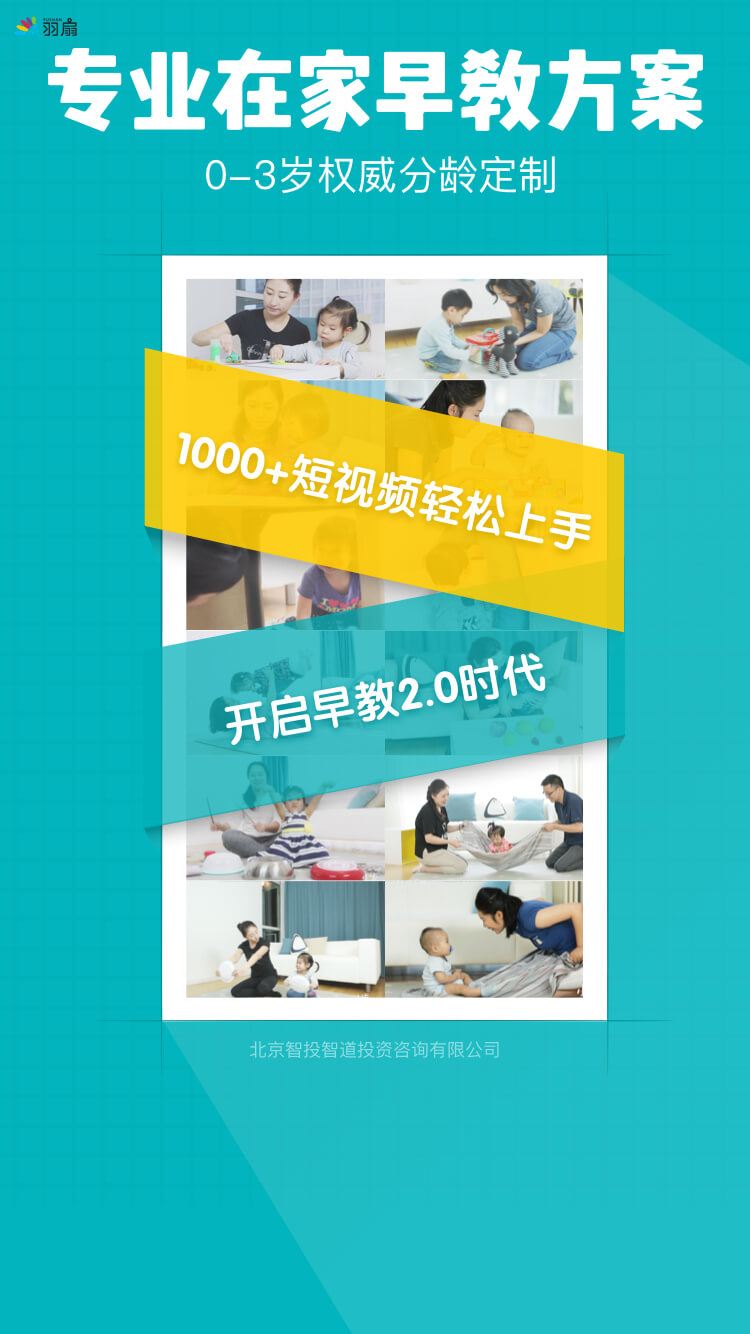 YUSHAN
羽扇
专业在家早教方案
0-3岁权威分龄定制
1000+短视频轻松上手
开启早教2.0时代
北京智投智道投资咨询有限公司